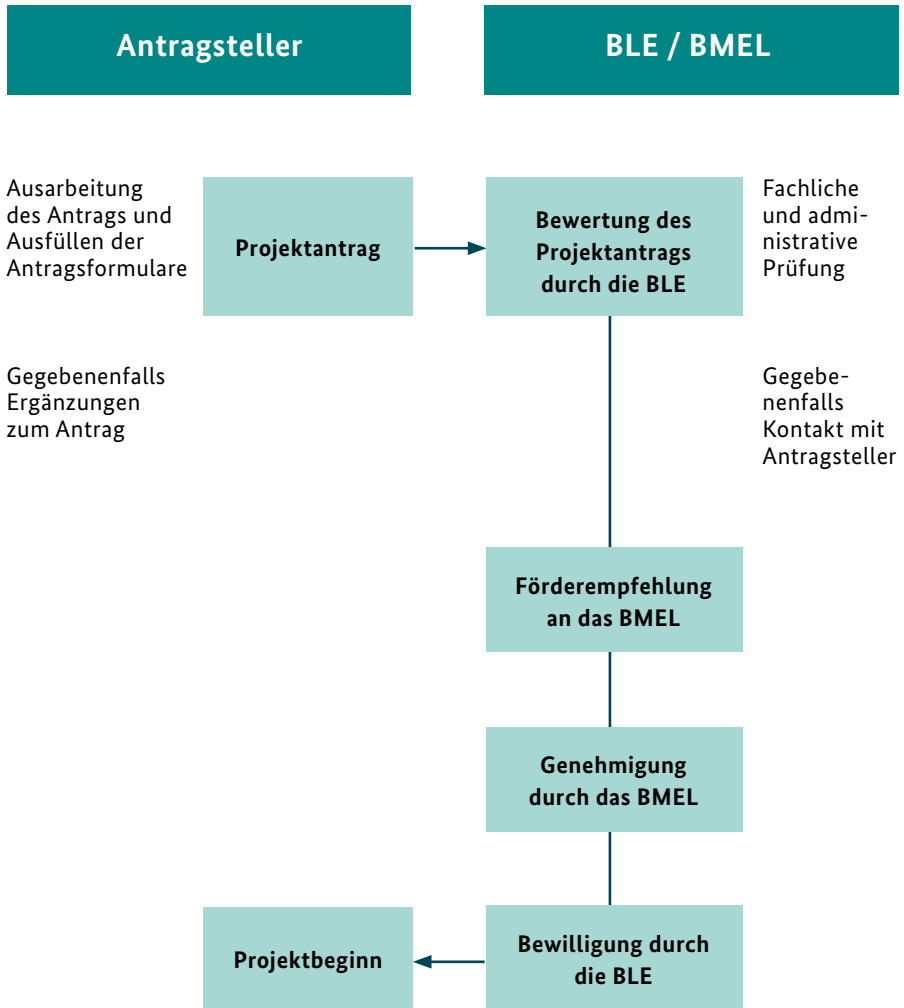 Antragsteller
BLE / BMEL
Ausarbeitung
des Antrags und
Ausfüllen der
Antragsformulare
Projektantrag
Bewertung des
Projektantrags
durch die BLE
Fachliche
und admi-
nistrative
Prüfung
Gegebenenfalls
Ergänzungen
zum Antrag
Gegebe-
nenfalls
Kontakt mit
Antragsteller
Förderempfehlung
an das BMEL
Genehmigung
durch das BMEL
Projektbeginn
Bewilligung durch
die BLE